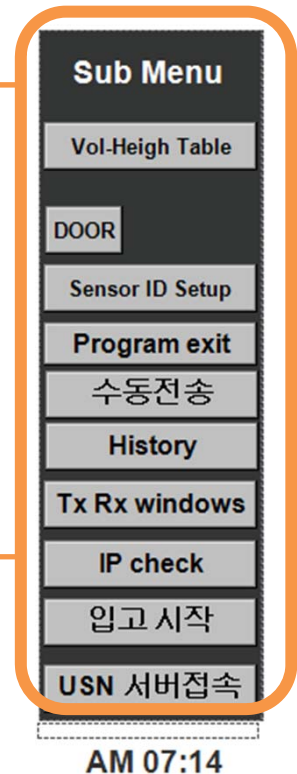 Sub Menu
Vol-Heigh Table
DOOR
Sensor ID Setup
Program exit
수동전송
History
Tx Rx windows
IP check
입고 시작
USN 서버접속
AM 07:14